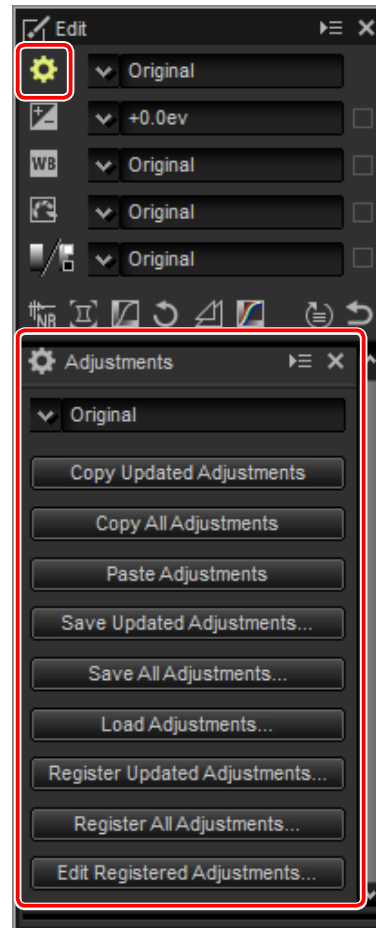 Edit
Original
+0.0ev
WB
Original
Original
Original
NR
Adjustments
Original
Copy Updated Adjustments
Copy All Adjustments
Paste Adjustments
Save Updated Adjustments...
Save All Adjustments...
Load Adjustments...
Register Updated Adjustments...
Register All Adjustments...
Edit Registered Adjustments...